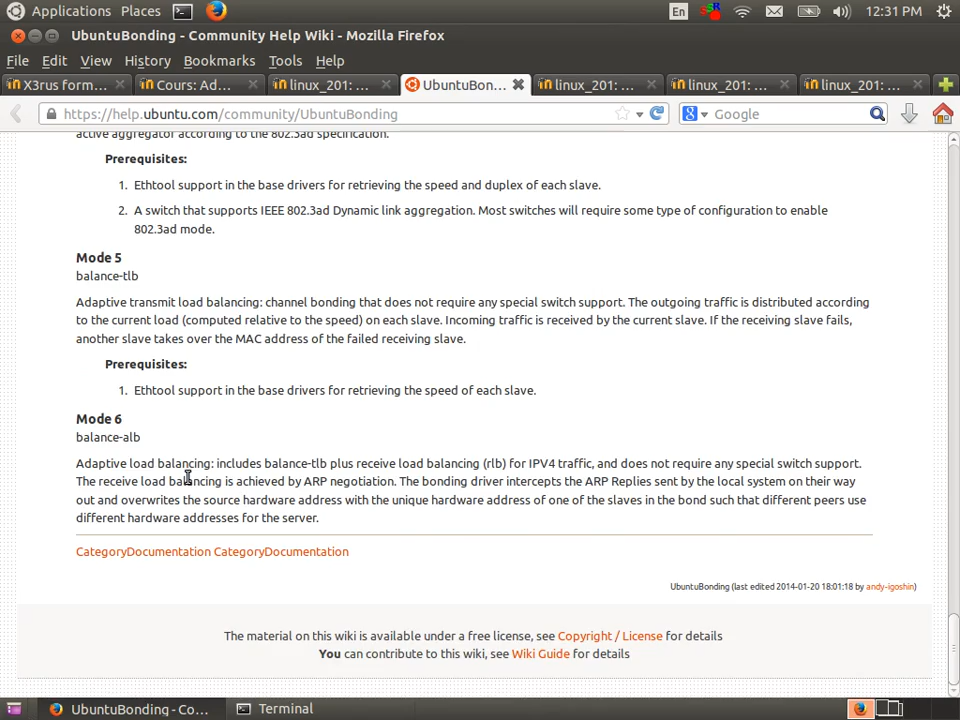 Applications Places En 12:31 PM
UbuntuBonding - Community Help Wiki - Mozilla Firefox
File Edit View History Bookmarks Tools Help
X3rus form... Cours: Ad... linux_201: ... UbuntuBon... linux_201: ... linux_201: ... linux_201: ...
https://help.ubuntu.com/community/UbuntuBonding Google
active aggregator according to the 802.3ad specification.
Prerequisites:
1. Ethtool support in the base drivers for retrieving the speed and duplex of each slave.
2. A switch that supports IEEE 802.3ad Dynamic link aggregation. Most switches will require some type of configuration to enable
802.3ad mode.
Mode 5
balance-tlb
Adaptive transmit load balancing: channel bonding that does not require any special switch support. The outgoing traffic is distributed according
to the current load (computed relative to the speed) on each slave. Incoming traffic is received by the current slave. If the receiving slave fails,
another slave takes over the MAC address of the failed receiving slave.
Prerequisites:
1. Ethtool support in the base drivers for retrieving the speed of each slave.
Mode 6
balance-alb
Adaptive load balancing: includes balance-tlb plus receive load balancing (rlb) for IPV4 traffic, and does not require any special switch support.
The receive load balancing is achieved by ARP negotiation. The bonding driver intercepts the ARP Replies sent by the local system on their way
out and overwrites the source hardware address with the unique hardware address of one of the slaves in the bond such that different peers use
different hardware addresses for the server.
CategoryDocumentation CategoryDocumentation
UbuntuBonding (last edited 2014-01-20 18:01:18 by andy-igoshin)
The material on this wiki is available under a free license, see Copyright / License for details
You can contribute to this wiki, see Wiki Guide for details
UbuntuBonding - Co... Terminal